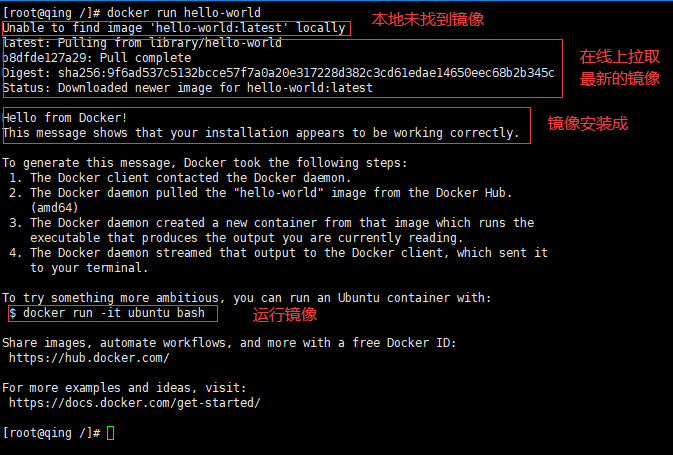 [root@qing /]# docker run hello-world
Unable to find image 'hello-world:latest' locally
本地未找到镜像
latest: Pulling from library/hello-world
b8dfde127a29: Pull complete
Digest: sha256:9f6ad537c5132bcce57f7a0a20e317228d382c3cd61edae14650eec68b2b345c
Status: Downloaded newer image for hello-world:latest
在线上拉取
最新的镜像
Hello from Docker!
This message shows that your installation appears to be working correctly.
镜像安装成
To generate this message, Docker took the following steps:
1. The Docker client contacted the Docker daemon.
2. The Docker daemon pulled the "hello-world" image from the Docker Hub.
(amd64)
3. The Docker daemon created a new container from that image which runs the
executable that produces the output you are currently reading.
4. The Docker daemon streamed that output to the Docker client, which sent it
to your terminal.
To try something more ambitious, you can run an Ubuntu container with:
$ docker run -it ubuntu bash
运行镜像
Share images, automate workflows, and more with a free Docker ID:
https://hub.docker.com/
For more examples and ideas, visit:
https://docs.docker.com/get-started/
[root@qing /]#